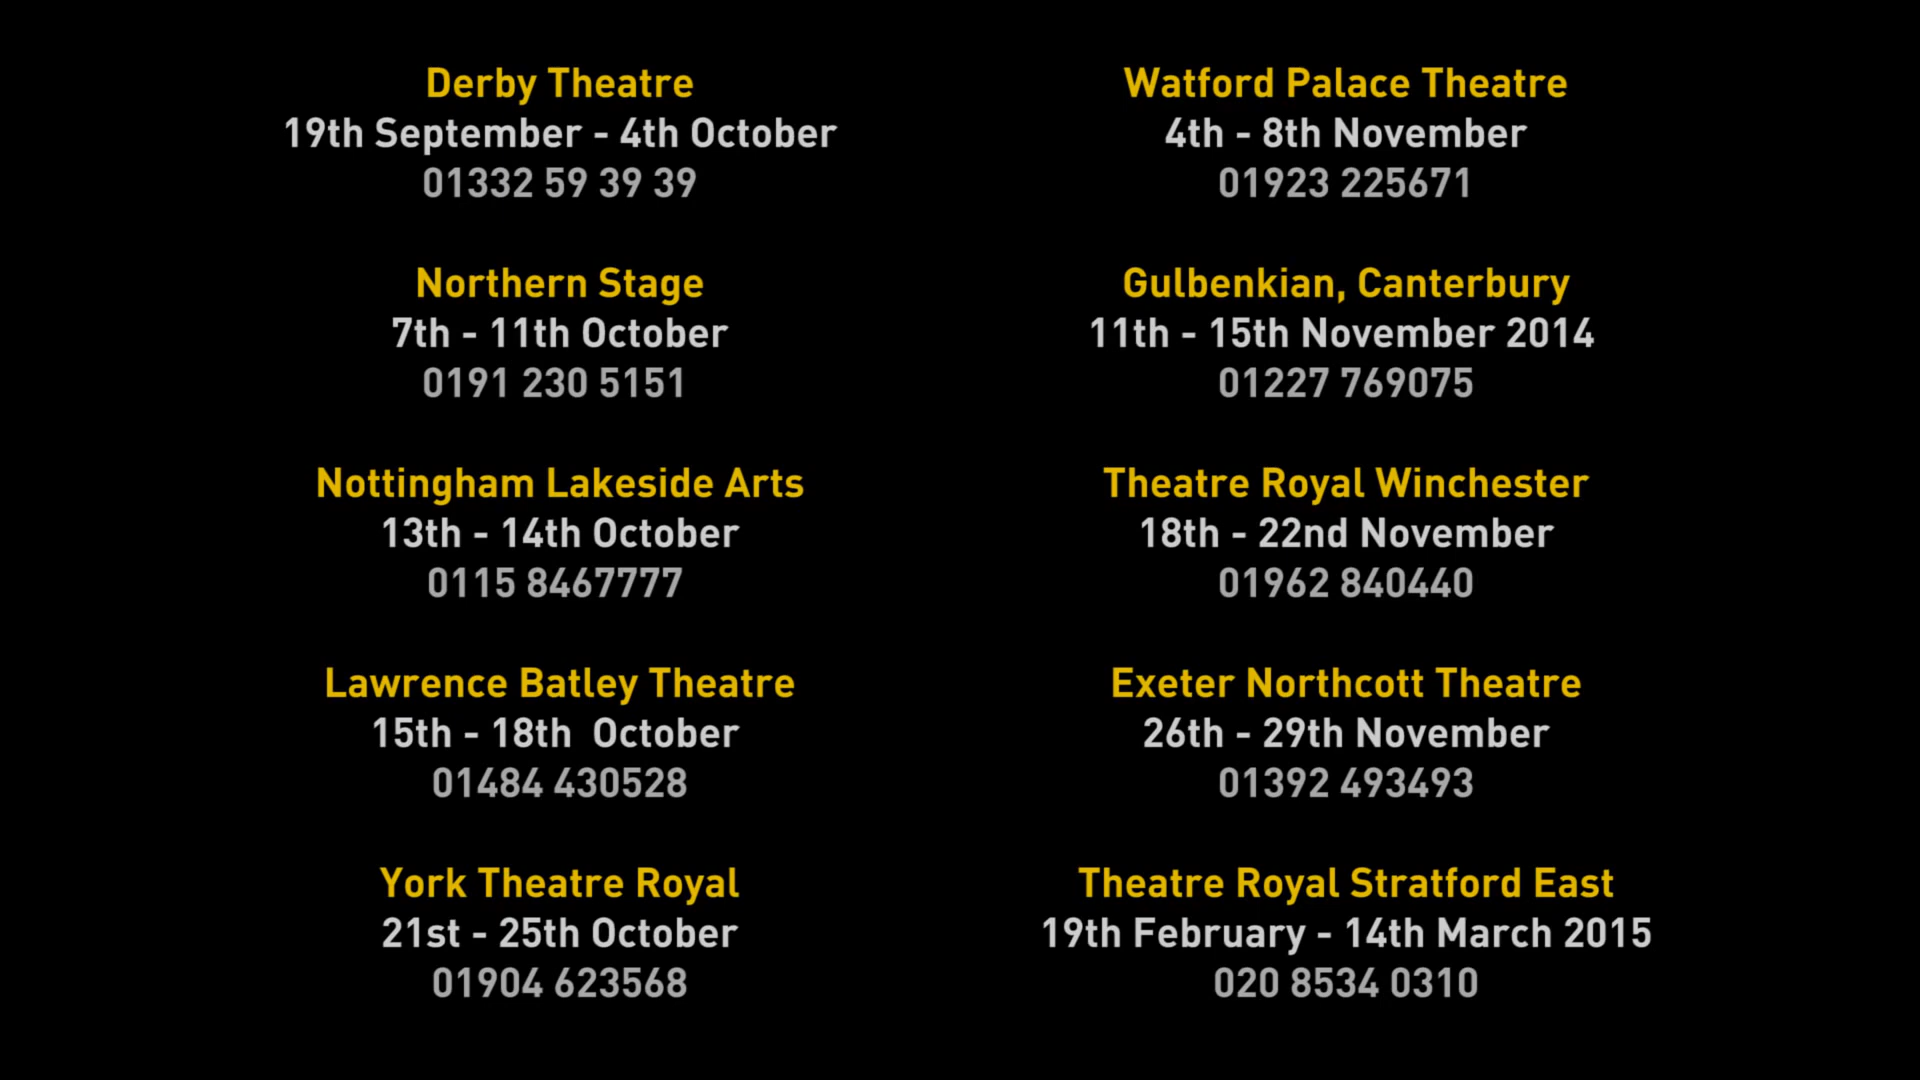 Derby Theatre
19th September - 4th October
01332 59 39 39
Northern Stage
7th - 11th October
0191 230 5151
Nottingham Lakeside Arts
13th - 14th October
0115 8467777
Lawrence Batley Theatre
15th - 18th  October
01484 430528
York Theatre Royal
21st - 25th October
01904 623568
Watford Palace Theatre
4th - 8th November
01923 225671
Gulbenkian, Canterbury
11th - 15th November 2014
01227 769075
Theatre Royal Winchester
18th - 22nd November
01962 840440
Exeter Northcott Theatre
26th - 29th November
01392 493493
Theatre Royal Stratford East
19th February - 14th March 2015
020 8534 0310